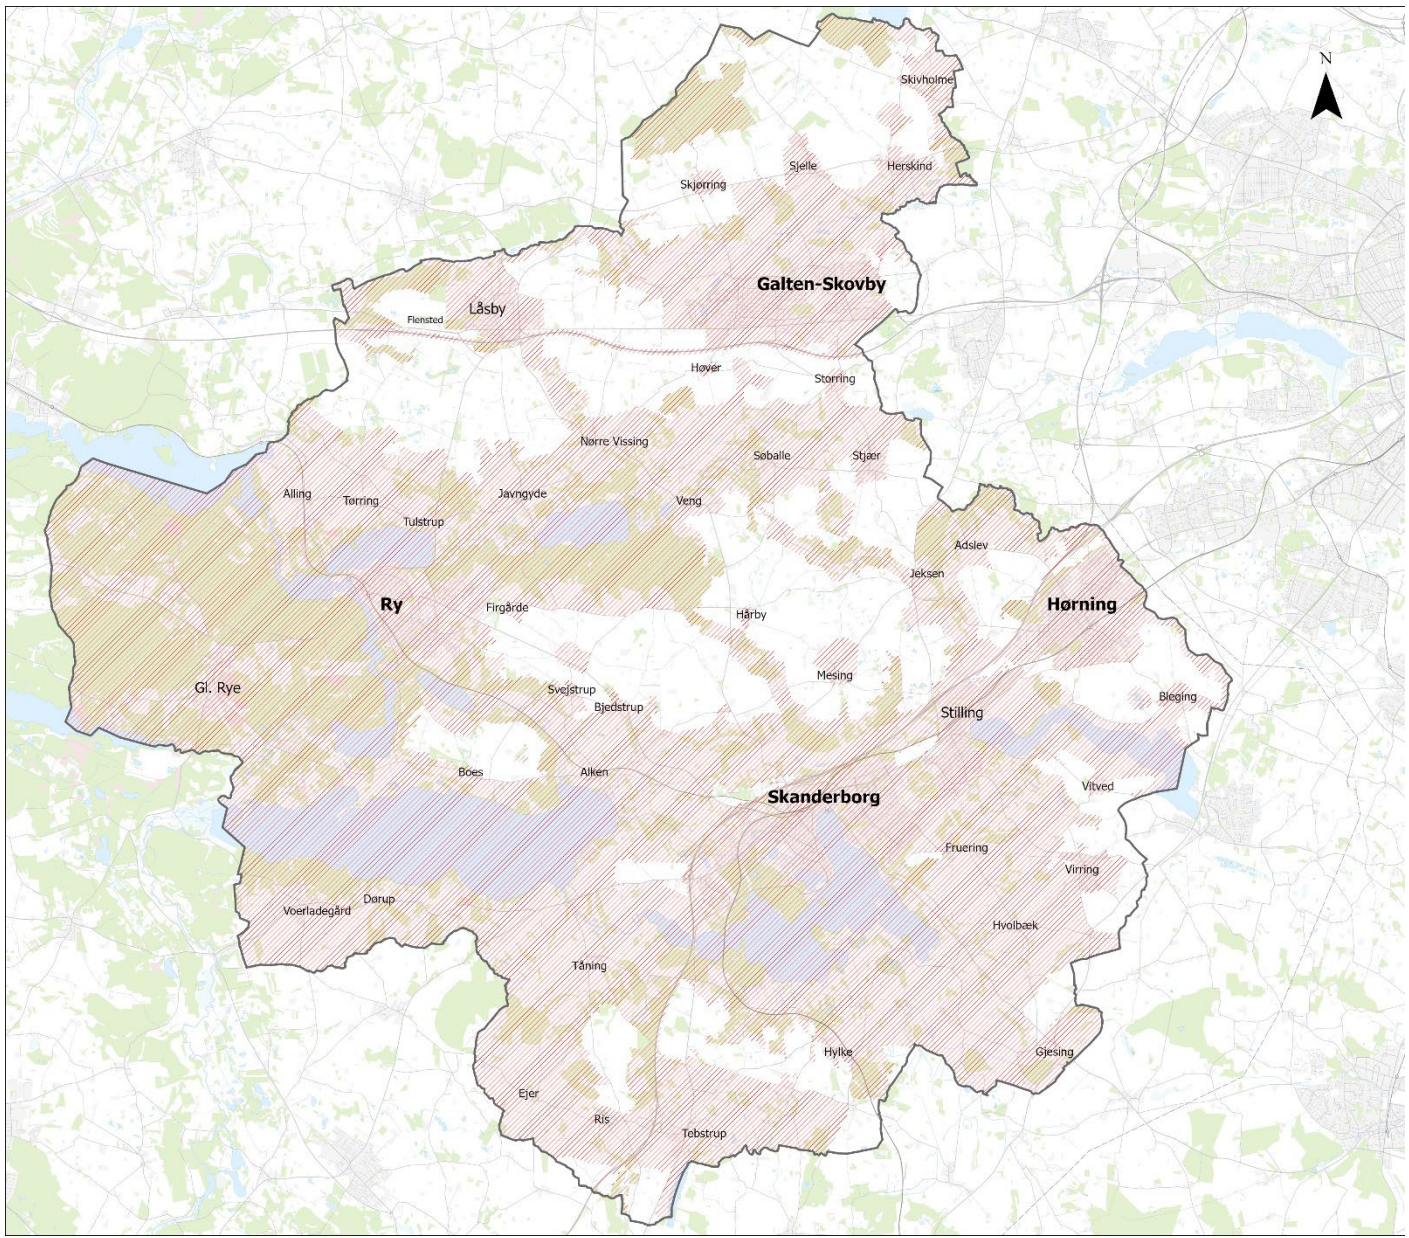 N
Skivholme
Sjelle
Herskind
Skjørring
Galten-Skovby
Låsby
Flensted
Høver
Storring
Nørre Vissing
Søballe
Stjær
Alling
Tørring
Javngyde
Veng
Tulstrup
Adslev
Jeksen
Ry
Firgårde
Hårby
Hørning
Mesing
Gl. Rye
Svejstrup
Bjedstrup
Bleging
Stilling
Boes
Alken
Vitved
Skanderborg
Fruering
Virring
Dørup
Voerladegård
Hvolbæk
Tåning
Hylke
Gjesing
Ejer
Ris
Tebstrup